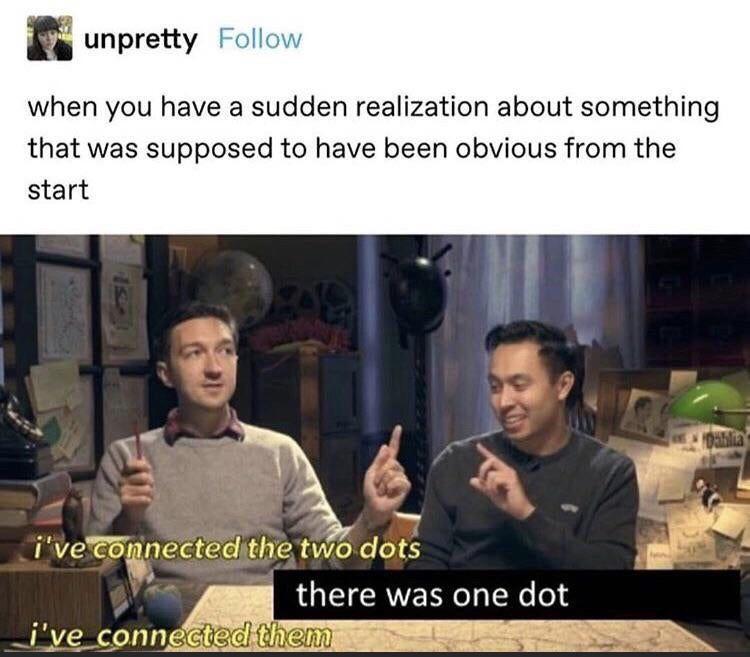 unpretty Follow
when you have a sudden realization about something
that was supposed to have been obvious from the
start
Dahlia
i've connected the two dots
there was one dot
i've connected them